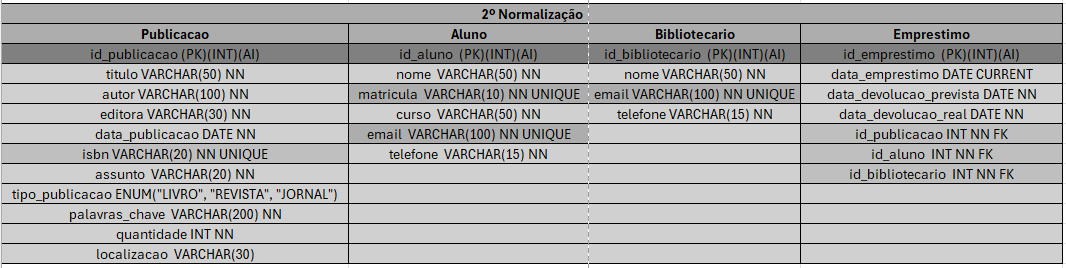 2º Normalização
Publicacao Aluno Bibliotecario Emprestimo
id_publicacao (PK)(INT)(AI) id_aluno (PK)(INT)(AI) id_bibliotecario (PK)(INT)(AI) id_emprestimo (PK)(INT)(AI)
titulo VARCHAR(50) NN nome VARCHAR(50) NN nome VARCHAR(50) NN data_emprestimo DATE CURRENT
autor VARCHAR(100) NN matricula VARCHAR(10) NN UNIQUE email VARCHAR(100) NN UNIQUE data_devolucao_prevista DATE NN
editora VARCHAR(30) NN curso VARCHAR(50) NN telefone VARCHAR(15) NN data_devolucao_real DATE NN
data_publicacao DATE NN email VARCHAR(100) NN UNIQUE id_publicacao INT NN FK
isbn VARCHAR(20) NN UNIQUE telefone VARCHAR(15) NN id_aluno INT NN FK
assunto VARCHAR(20) NN id_bibliotecario INT NN FK
tipo_publicacao ENUM("LIVRO", "REVISTA", "JORNAL")
palavras_chave VARCHAR(200) NN
quantidade INT NN
localizacao VARCHAR(30)